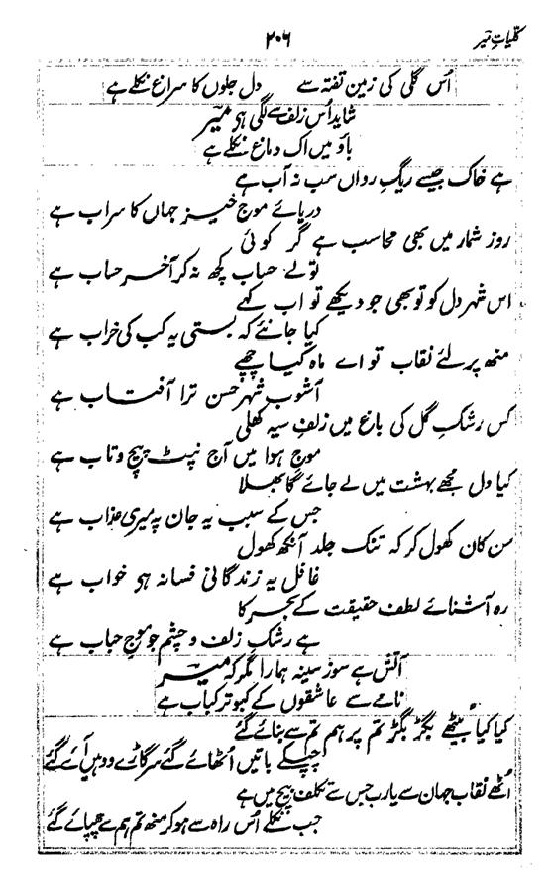 کلیاتِ میر ۲۰۶
اُس گلی کی زمین تفتہ سے دل جلوں کا سراغ نکلے ہے
شاید اُس زلف سے لگی ہو میرؔ
باؤ میں اک دماغ نکلے ہے
ہے خاک جیسے ریگِ رواں سب نہ آب ہے
دریائے موج خیز جہاں کا سراب ہے
روز شمار میں بھی محاسب ہے گر کوئی
تو بے حساب کچھ نہ کر آخر حساب ہے
اس شہر دل کو تو بھی جو دیکھے تو اب کہے
کیا جانئے کہ بستی یہ کب کی خراب ہے
منھ پر لئے نقاب تو اے ماہ کیا چھپے
آشوب شہر حسن ترا آفتاب ہے
کس رشکِ گل کی باغ میں زلفِ سیہ کھلی
موجِ ہوا میں آج نپٹ پیچ و تاب ہے
کیا دل مجھے بہشت میں لے جائے گا بھلا
جس کے سبب یہ جان پہ میری عذاب ہے
سن کان کھول کر کہ تنک جلد آنکھ کھول
غافل یہ زندگانی فسانہ ہی خواب ہے
رہ آشنائے لطف حقیقت کے بحر کا
ہے رشکِ زلف و چشم جو موج حباب ہے
آتش ہے سوز سینہ ہمارا مگر کہ میرؔ
نامے سے عاشقوں کے کبوتر کباب ہے
کیا کیا بیٹھے بگڑ بگڑ تم پر ہم تم سے بنائے گئے
چپکے باتیں اُٹھائے گئے سر گاڑے وو ہیں آئے گئے
اُٹھے نقاب جہان سے یارب جس سے تکلف بیچ میں ہے
جب نکلے اُس راہ سے ہو کر منھ تم ہم سے چھپائے گئے